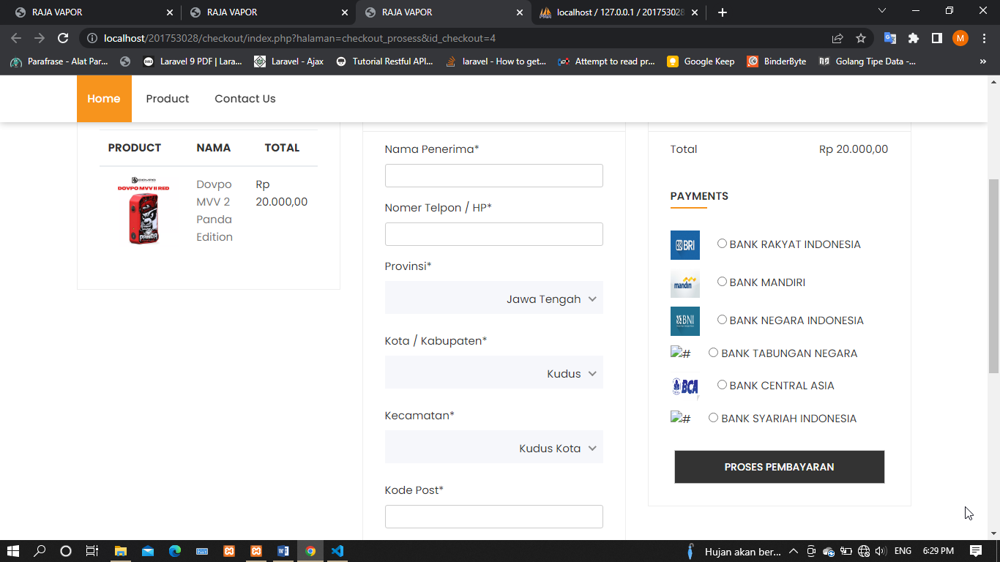 RAJA VAPOR
RAJA VAPOR
RAJA VAPOR
localhost / 127.0.0.1 / 201753028
localhost/201753028/checkout/index.php?halaman=checkout_prosess&id_checkout=4
M
Parafrase - Alat Par...
Laravel 9 PDF | Lara...
Laravel - Ajax
Tutorial Restful API...
laravel - How to get...
Attempt to read pr...
Google Keep
BinderByte
Golang Tipe Data -...
»
Home
Product
Contact Us
PRODUCT NAMA TOTAL
DOVPO
DOVPO MVV II RED
PANDA
Dovpo
MVV 2
Panda
Edition
Rp
20.000,00
Nama Penerima*
Nomer Telpon / HP*
Provinsi*
Jawa Tengah
Kota / Kabupaten*
Kudus
Kecamatan*
Kudus Kota
Kode Post*
Total Rp 20.000,00
PAYMENTS
BRI BANK RAKYAT INDONESIA
mandiri BANK MANDIRI
BNI BANK NEGARA INDONESIA
# BANK TABUNGAN NEGARA
BCA BANK CENTRAL ASIA
# BANK SYARIAH INDONESIA
PROSES PEMBAYARAN
Hujan akan ber...
ENG
6:29 PM